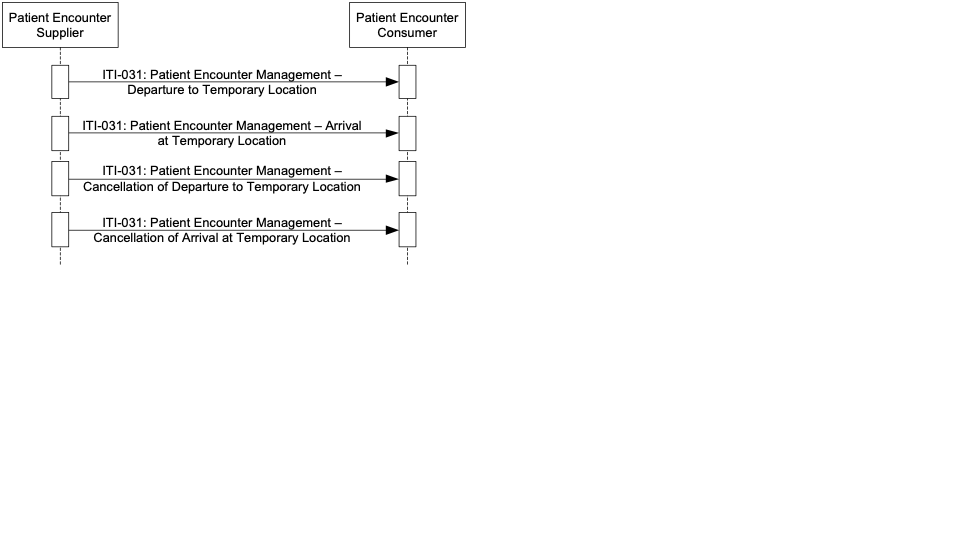 Patient Encounter
Supplier
Patient Encounter
Consumer
ITI-031: Patient Encounter Management –
Departure to Temporary Location
ITI-031: Patient Encounter Management – Arrival
at Temporary Location
ITI-031: Patient Encounter Management –
Cancellation of Departure to Temporary Location
ITI-031: Patient Encounter Management –
Cancellation of Arrival at Temporary Location